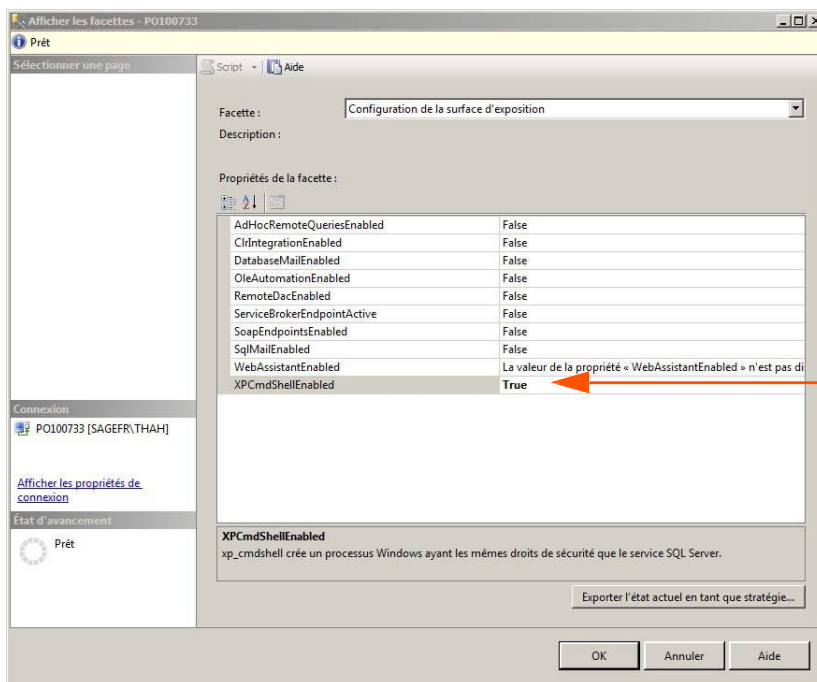 Afficher les facettes - PO100733
Prêt
Sélectionner une page
Script Aide
Facette : Configuration de la surface d'exposition
Description :
Propriétés de la facette :
AdHocRemoteQueriesEnabled False
ClrIntegrationEnabled False
DatabaseMailEnabled False
OleAutomationEnabled False
RemoteDacEnabled False
ServiceBrokerEndpointActive False
SoapEndpointsEnabled False
SqlMailEnabled False
WebAssistantEnabled La valeur de la propriété « WebAssistantEnabled » n'est pas di
XPCmdShellEnabled True
Connexion
PO100733 [SAGEFR\THAH]
Afficher les propriétés de
connexion
État d'avancement
Prêt
XPCmdShellEnabled
xp_cmdshell crée un processus Windows ayant les mêmes droits de sécurité que le service SQL Server.
Exporter l'état actuel en tant que stratégie...
OK Annuler Aide